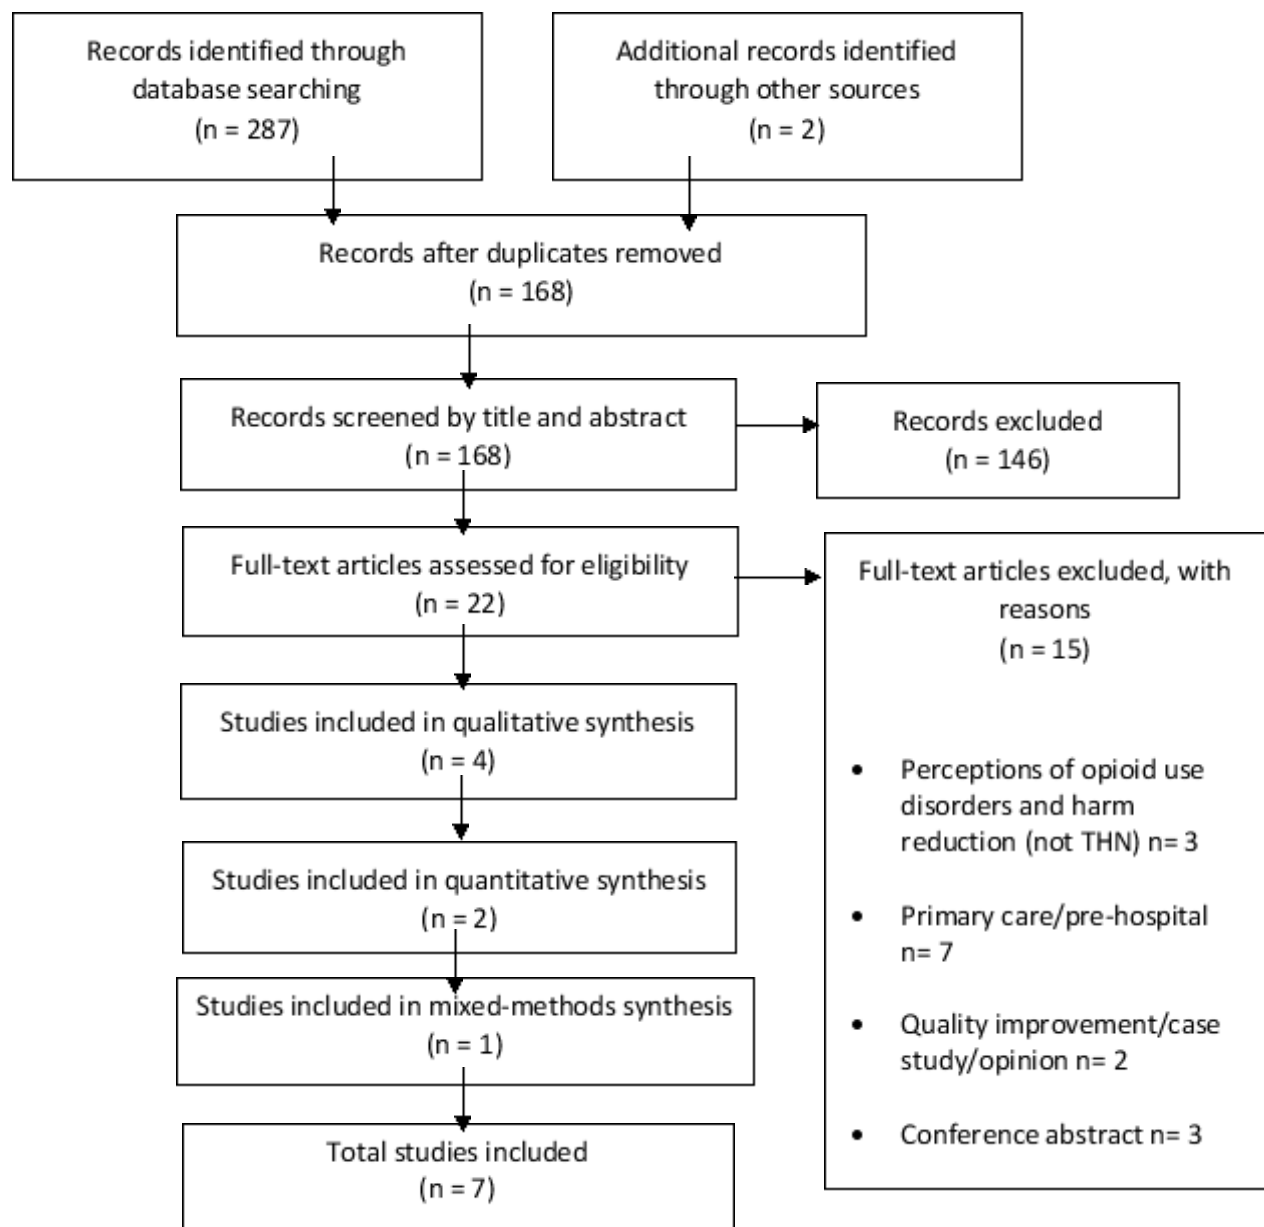 Records identified through
database searching
(n = 287)
Additional records identified
through other sources
(n = 2)
Records after duplicates removed
(n = 168)
Records screened by title and abstract
(n = 168)
Records excluded
(n = 146)
Full-text articles assessed for eligibility
(n = 22)
Full-text articles excluded, with
reasons
(n = 15)
• Perceptions of opioid use
disorders and harm
reduction (not THN) n= 3
• Primary care/pre-hospital
n= 7
• Quality improvement/case
study/opinion n= 2
• Conference abstract n= 3
Studies included in qualitative synthesis
(n = 4)
Studies included in quantitative synthesis
(n = 2)
Studies included in mixed-methods synthesis
(n = 1)
Total studies included
(n = 7)